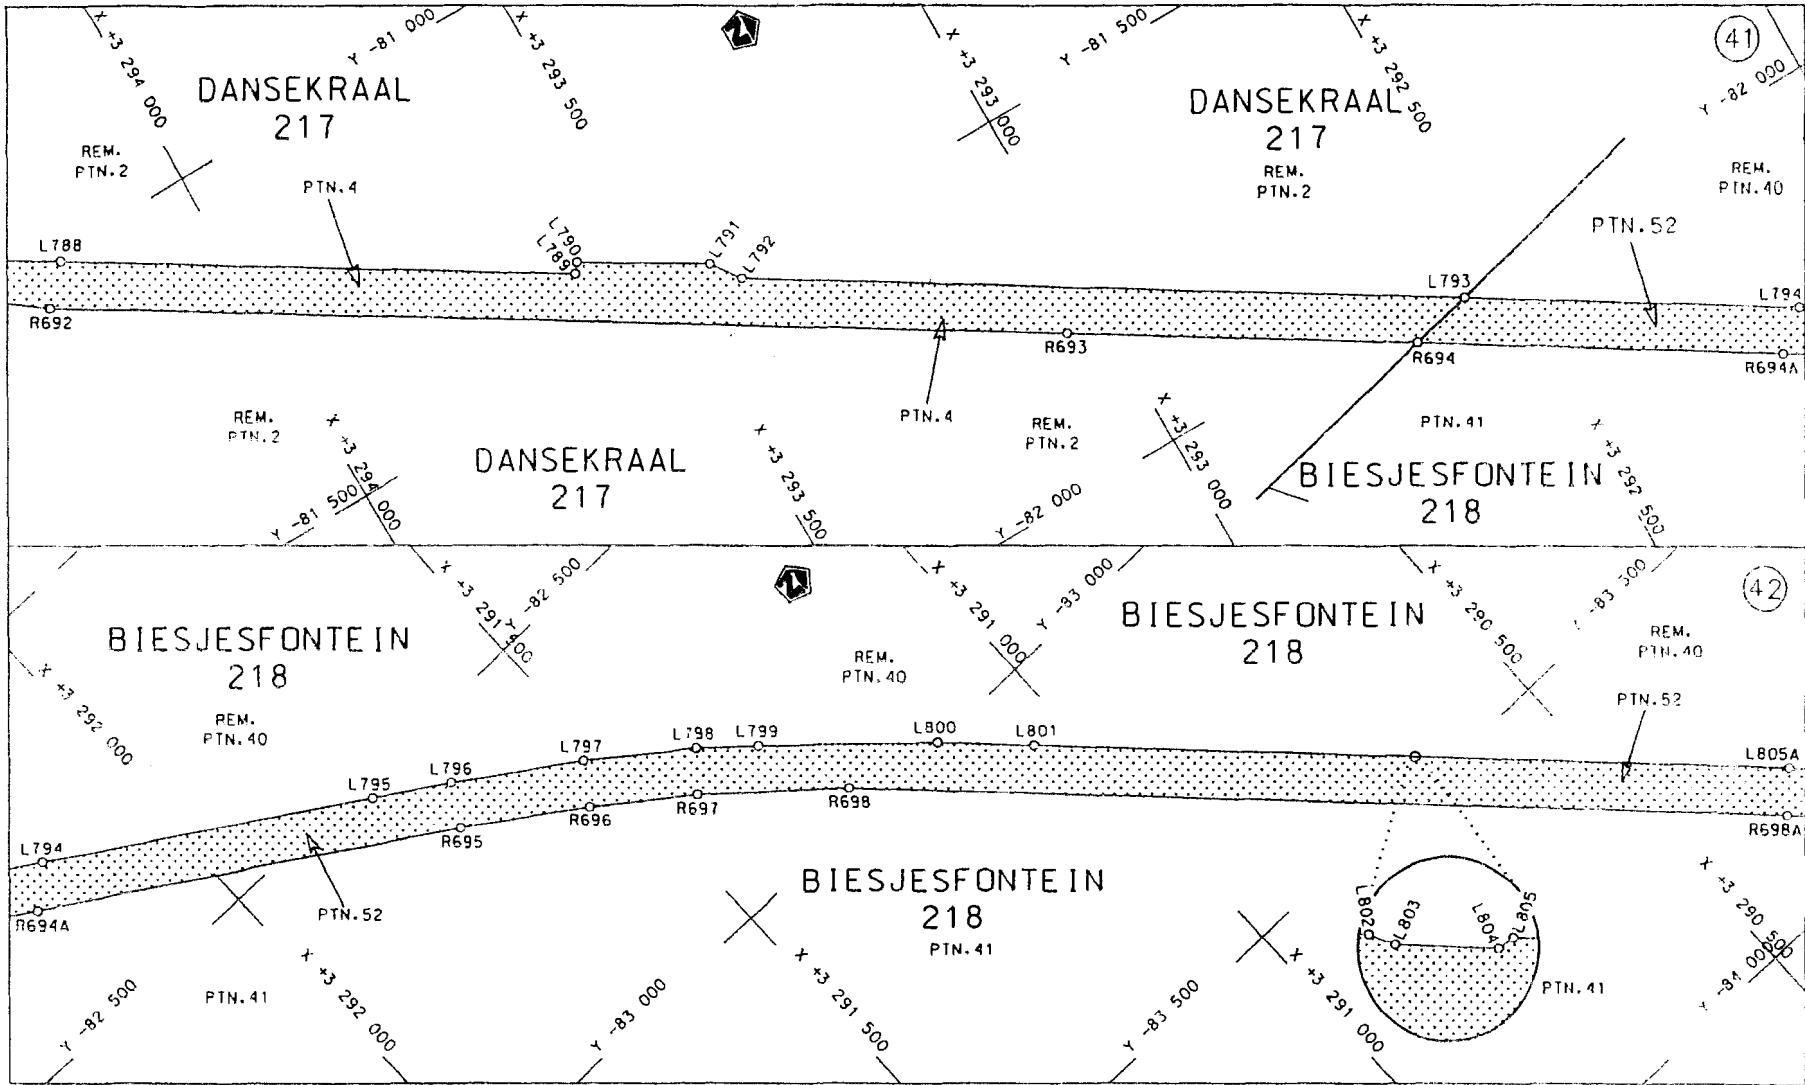 X +3 294 000
Y -81 000
X +3 293 500
X +3 293 000
Y -81 500
X +3 292 500
Y -82 000
41
DANSEKRAAL
217
DANSEKRAAL
217
REM.
PTN.2
PTN.4
REM.
PTN.2
REM.
PTN.40
PTN.52
L788
L790
L789
L791
L792
L793
L794
R692
R693
R694
R694A
REM.
PTN.2
X +3 294 000
Y -81 500
DANSEKRAAL
217
X +3 293 500
PTN.4
REM.
PTN.2
Y -82 000
X +3 293 000
PTN.41
BIESJESFONTEIN
218
X +3 292 500
X +3 291 500
Y -82 500
X +3 291 000
Y -83 000
X +3 290 500
-83 500
42
BIESJESFONTEIN
218
REM.
PTN.40
X +3 292 000
REM.
PTN.40
BIESJESFONTEIN
218
REM.
PTN.40
PTN.52
L794
L795
L796
L797
L798
L799
L800
L801
L805A
R694A
R695
R696
R697
R698
R698A
PTN.52
BIESJESFONTEIN
218
PTN.41
L802
L803
L804
L805
PTN.41
PTN.41
Y -82 500
X +3 292 000
Y -83 000
X +3 291 500
Y -83 500
X +3 291 000
X +3 290 500
Y -84 000